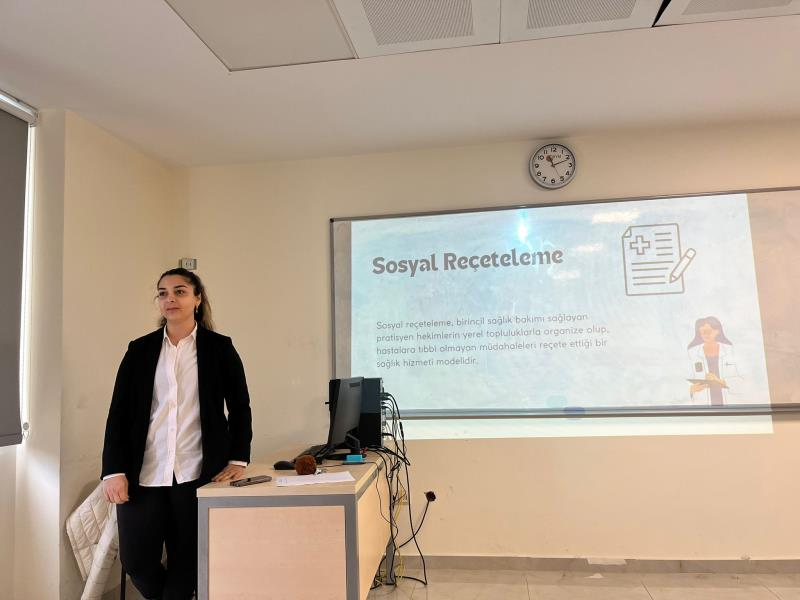 Sosyal Reçeteleme
Sosyal reçeteleme, birincil sağlık bakımı sağlayan
pratisyen hekimlerin yerel topluluklarla organize olup,
hastalara tıbbi olmayan müdahaleleri reçete ettiği bir
sağlık hizmeti modelidir.